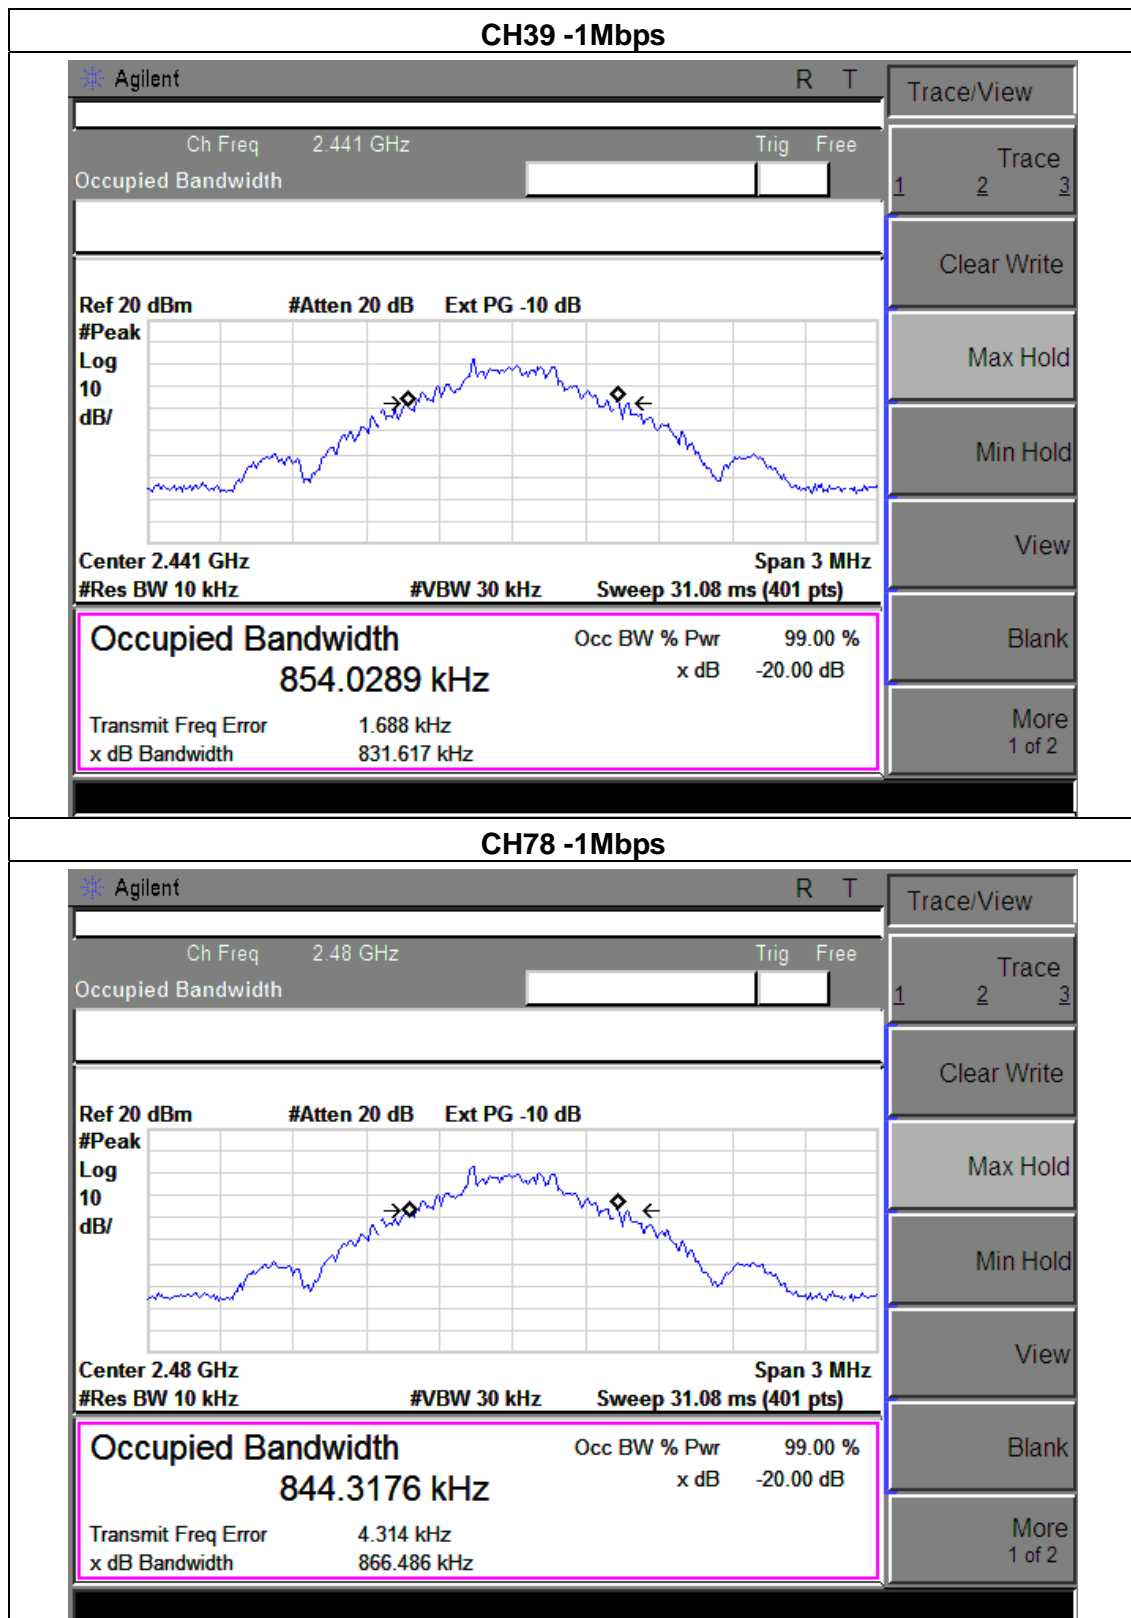 CH39 -1Mbps
Agilent R T
Trace/View
Ch Freq 2.441 GHz Trig Free
Occupied Bandwidth
Trace
1 2 3
Clear Write
Max Hold
Min Hold
View
Blank
More
1 of 2
Ref 20 dBm #Atten 20 dB Ext PG -10 dB
#Peak
Log
10
dB/
Center 2.441 GHz Span 3 MHz
#Res BW 10 kHz #VBW 30 kHz Sweep 31.08 ms (401 pts)
Occupied Bandwidth Occ BW % Pwr 99.00 %
854.0289 kHz x dB -20.00 dB
Transmit Freq Error 1.688 kHz
x dB Bandwidth 831.617 kHz
CH78 -1Mbps
Agilent R T
Trace/View
Ch Freq 2.48 GHz Trig Free
Occupied Bandwidth
Trace
1 2 3
Clear Write
Max Hold
Min Hold
View
Blank
More
1 of 2
Ref 20 dBm #Atten 20 dB Ext PG -10 dB
#Peak
Log
10
dB/
Center 2.48 GHz Span 3 MHz
#Res BW 10 kHz #VBW 30 kHz Sweep 31.08 ms (401 pts)
Occupied Bandwidth Occ BW % Pwr 99.00 %
844.3176 kHz x dB -20.00 dB
Transmit Freq Error 4.314 kHz
x dB Bandwidth 866.486 kHz